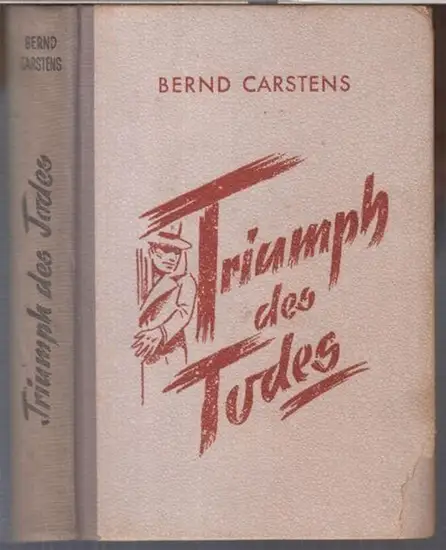 BERND
CARSTENS
Triumph des Todes
BERND CARSTENS
Triumph
des
Todes